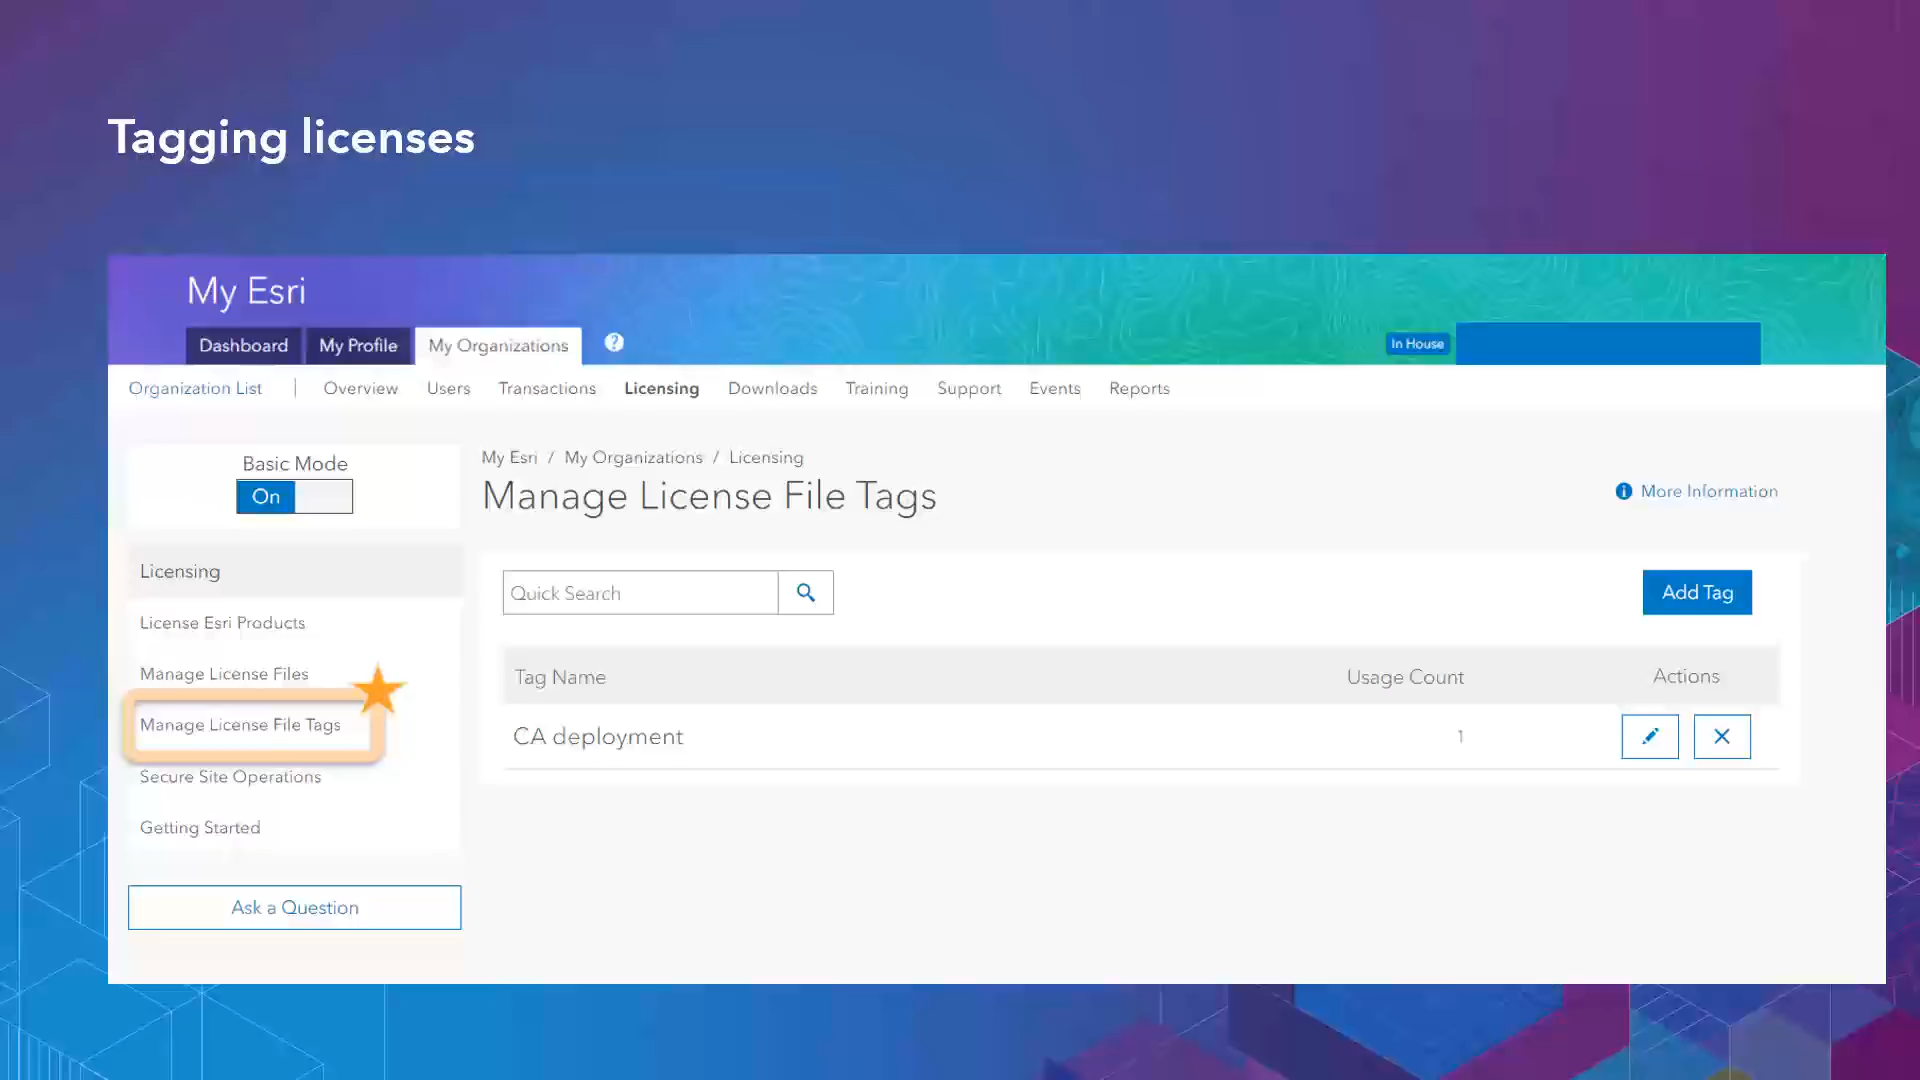 Tagging licenses
My Esri
Dashboard My Profile My Organizations ?
In House
Organization List | Overview Users Transactions Licensing Downloads Training Support Events Reports
Basic Mode
On
My Esri / My Organizations / Licensing
Manage License File Tags
More Information
Licensing
License Esri Products
Manage License Files
Manage License File Tags
Secure Site Operations
Getting Started
Ask a Question
Quick Search
Add Tag
Tag Name Usage Count Actions
CA deployment 1